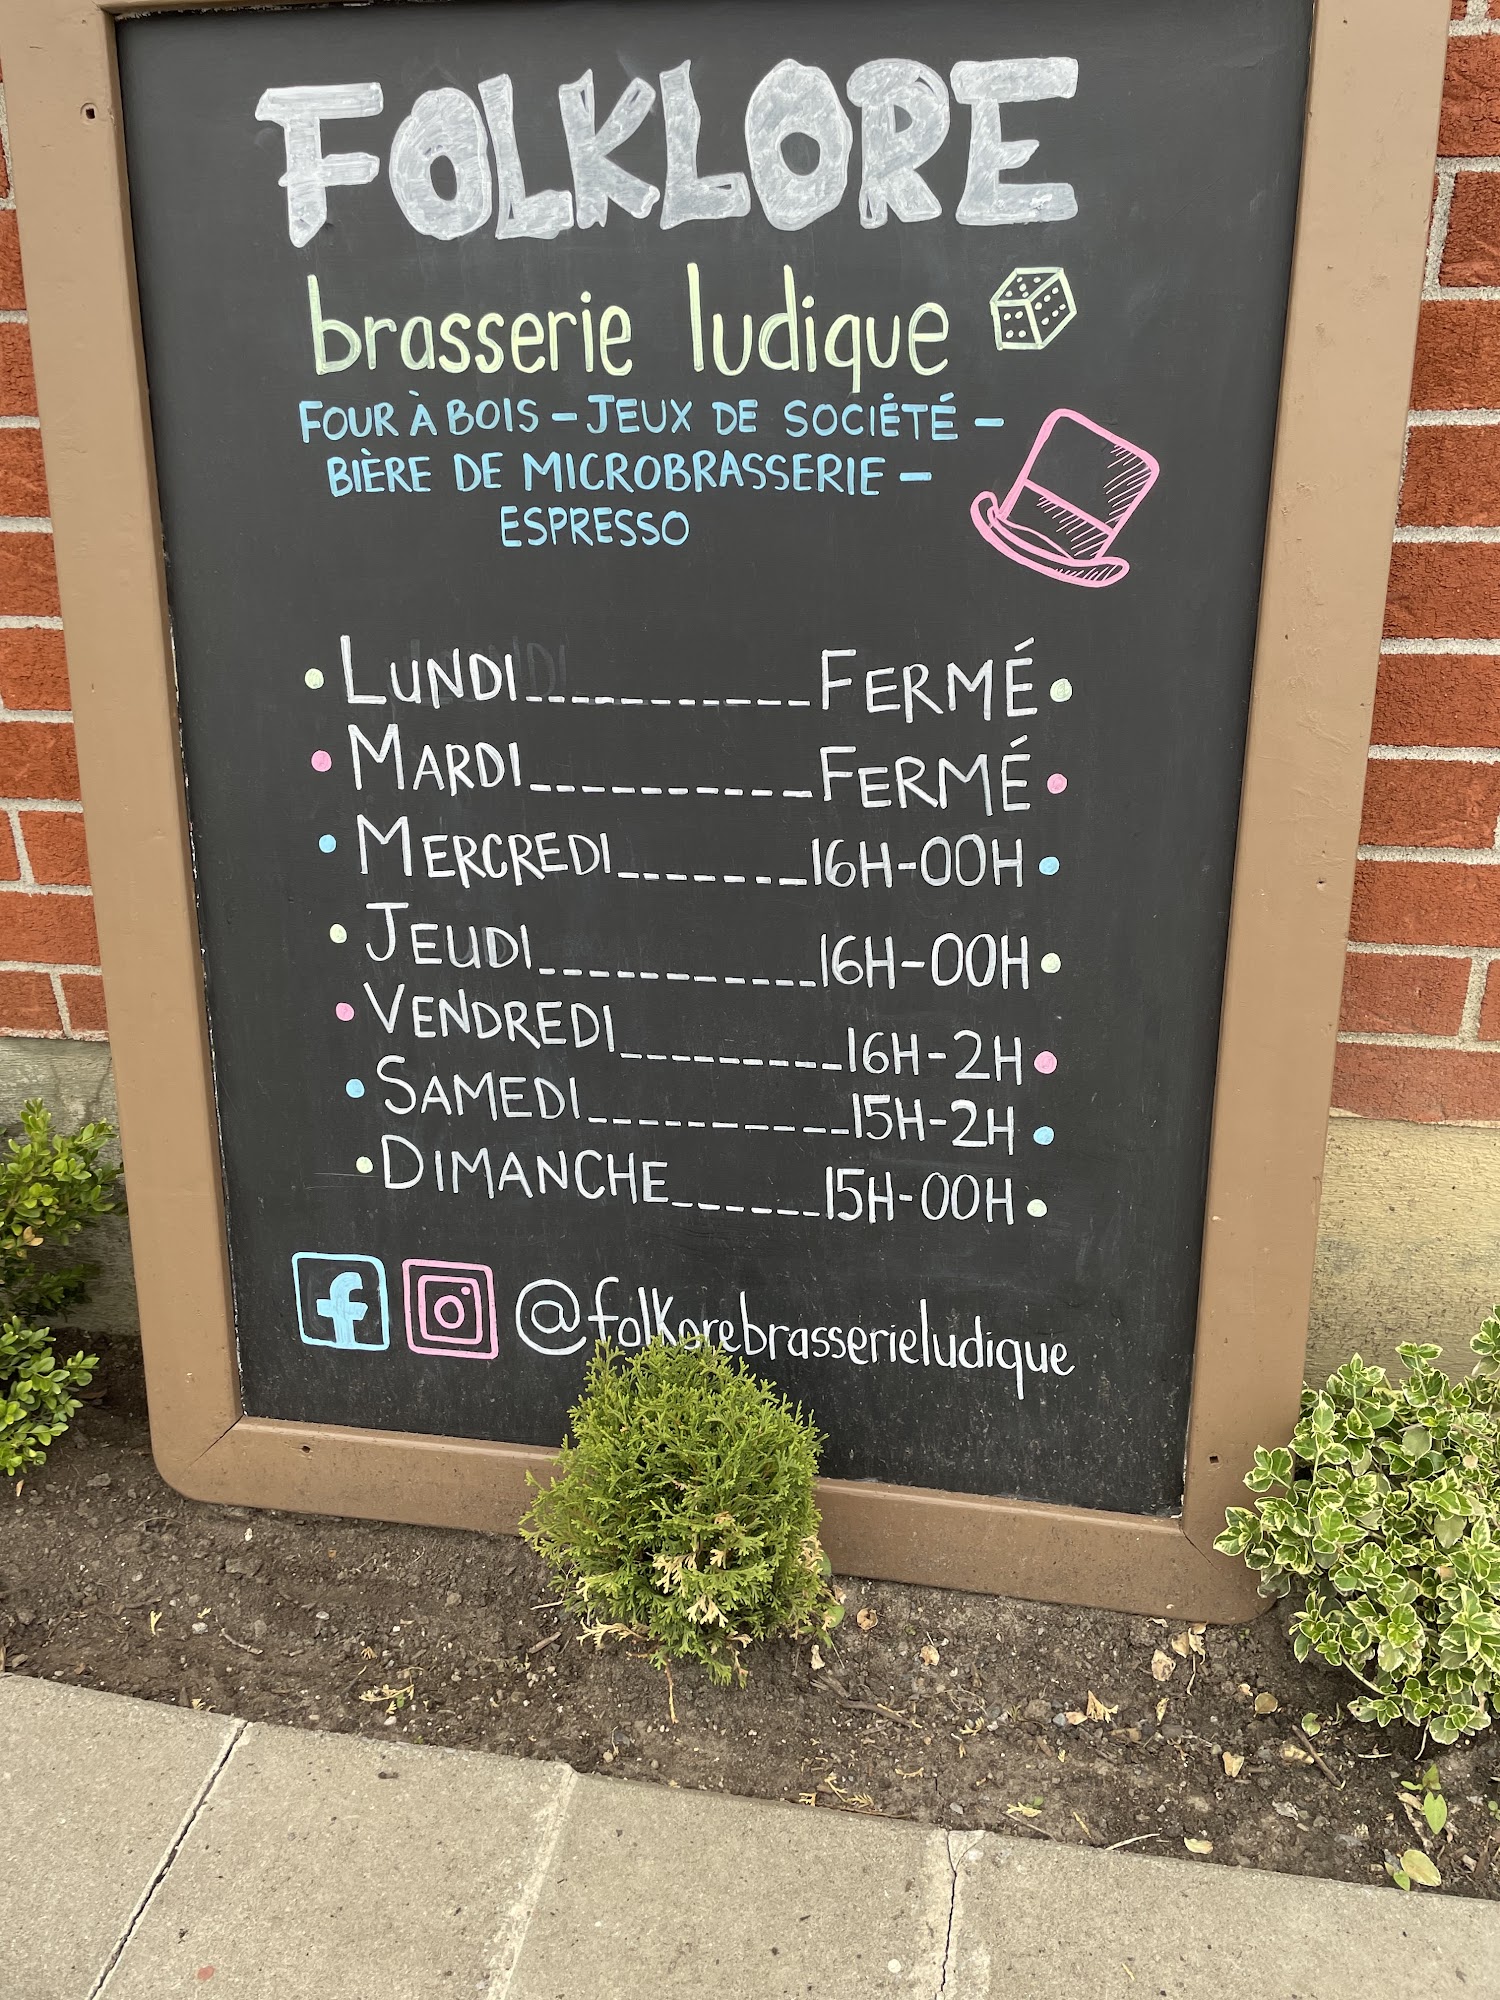 FOLKLORE
brasserie ludique
FOUR À BOIS - JEUX DE SOCIÉTÉ -
BIÈRE DE MICROBRASSERIE -
ESPRESSO
LUNDI__________FERMÉ
MARDI__________FERMÉ
MERCREDI_______16H-00H
JEUDI__________16H-00H
VENDREDI_________16H-2H
SAMEDI__________15H-2H
DIMANCHE______15H-00H
@folklorebrasserieludique